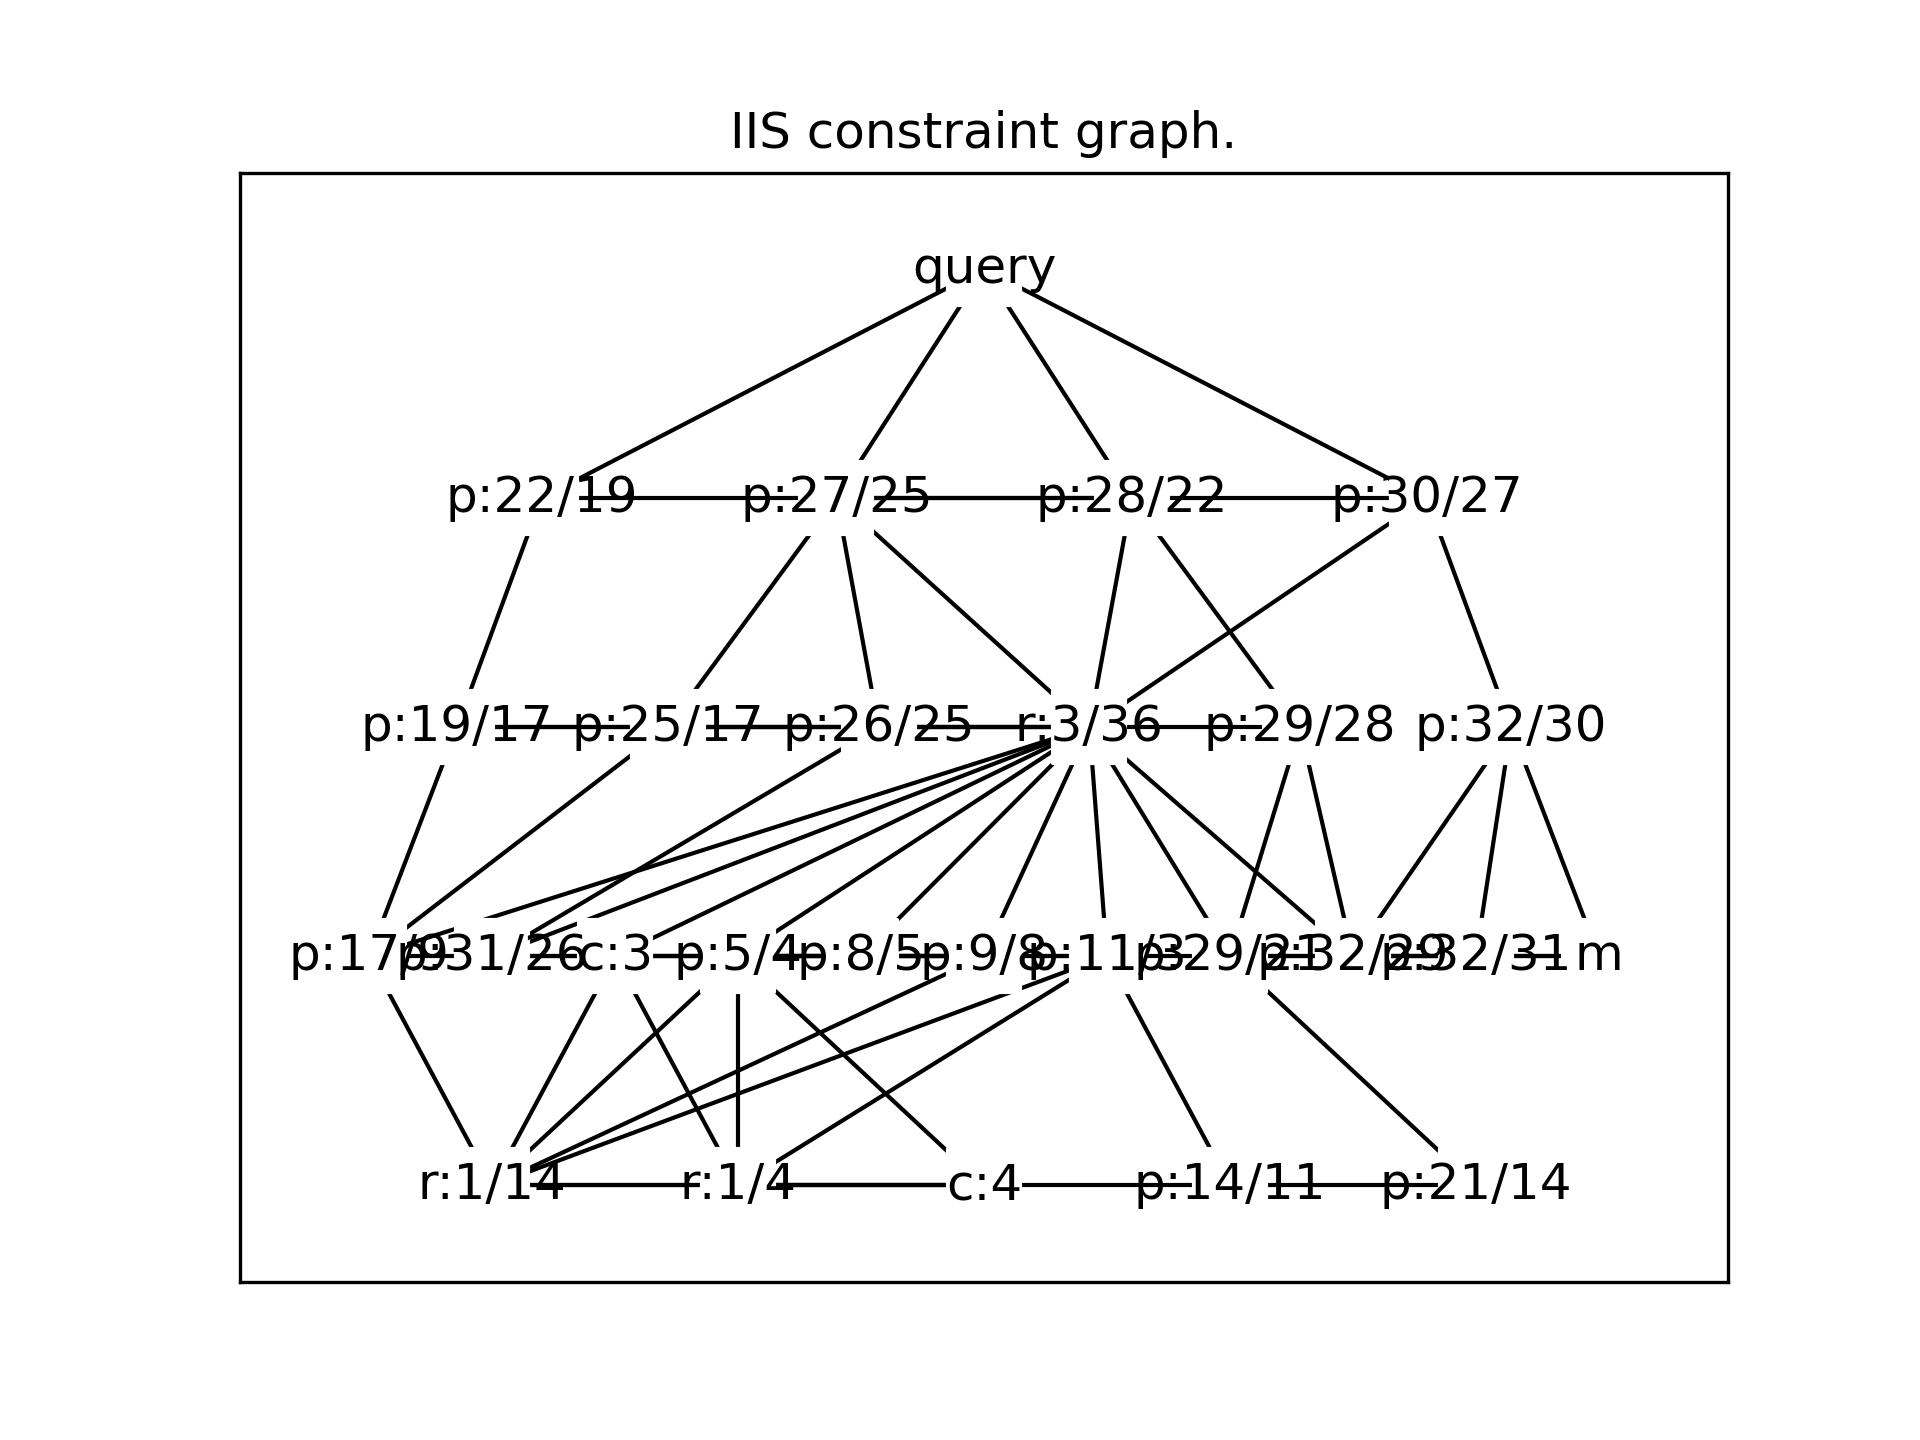 IIS constraint graph.
query
p:22/19 p:27/25 p:28/22 p:30/27
p:19/17 p:25/17 p:26/25 r:3/36 p:29/28 p:32/30
p:17/9 p:31/26 c:3 p:5/4 p:8/5 p:9/8 p:11/3 p:29/21 p:32/29 p:32/31 m
r:1/14 r:1/4 c:4 p:14/11 p:21/14